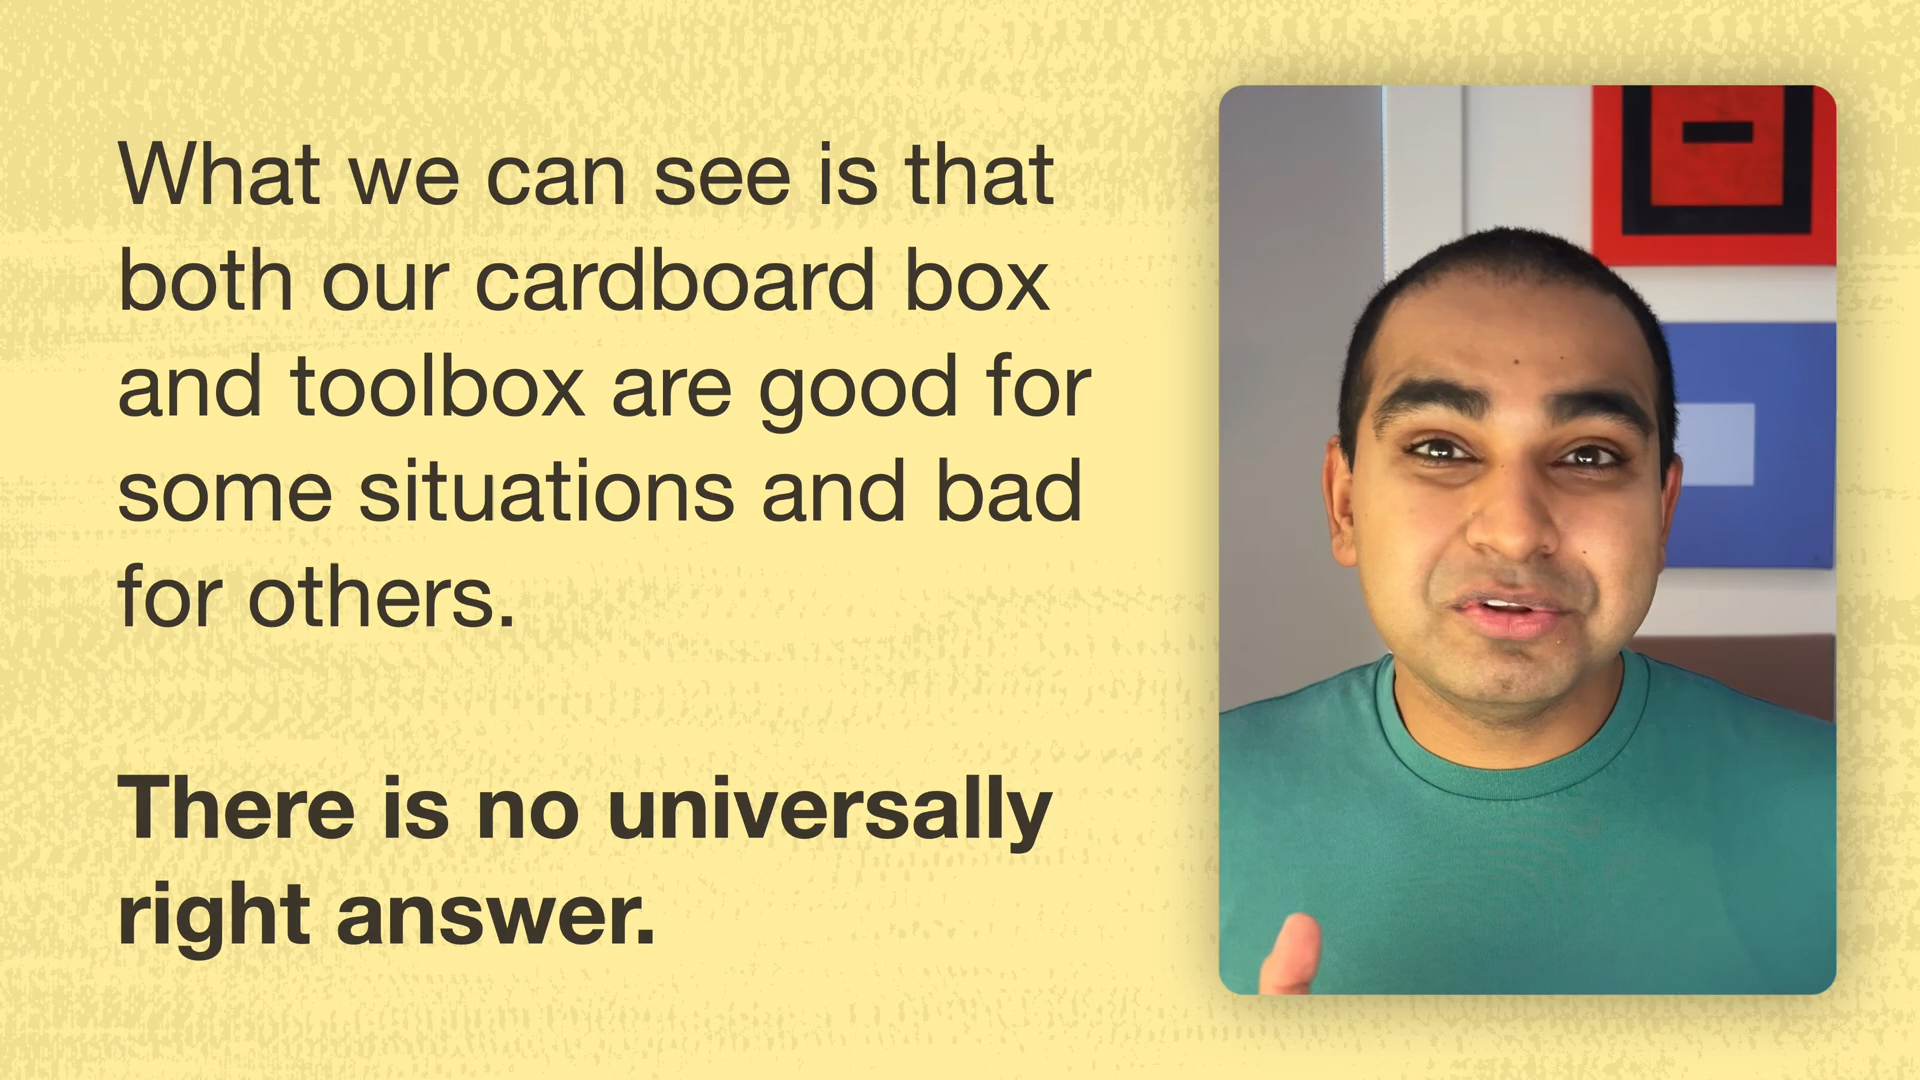 What we can see is that
both our cardboard box
and toolbox are good for
some situations and bad
for others.
There is no universally
right answer.